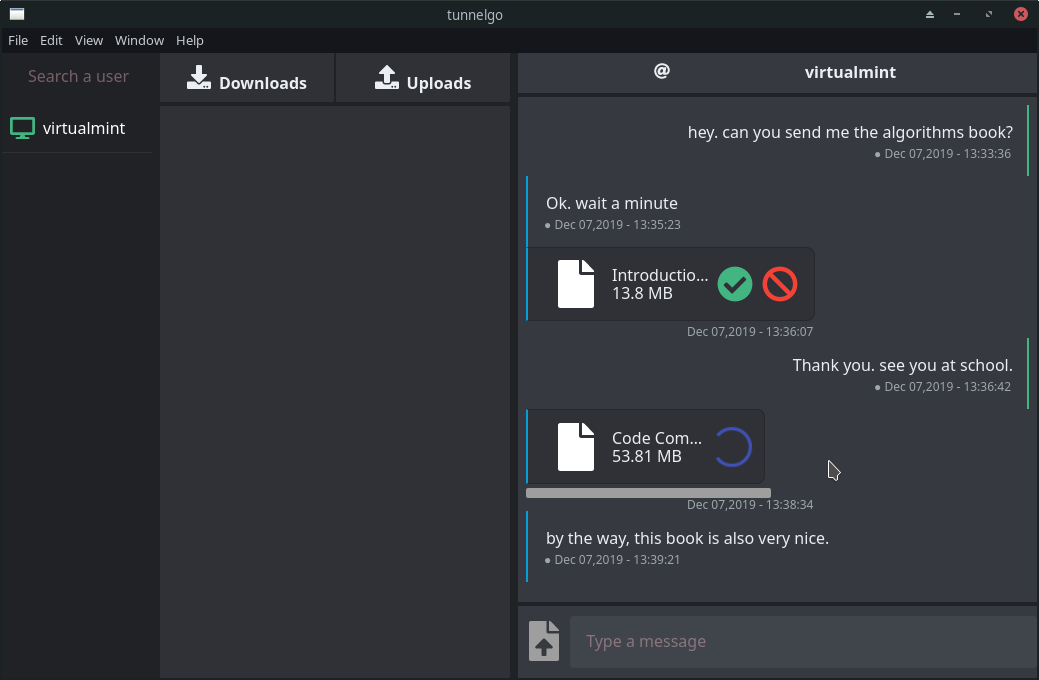 tunnelgo
File Edit View Window Help
Search a user
virtualmint
Downloads
Uploads
@ virtualmint
hey. can you send me the algorithms book?
● Dec 07,2019 - 13:33:36
Ok. wait a minute
● Dec 07,2019 - 13:35:23
Introductio...
13.8 MB
Dec 07,2019 - 13:36:07
Thank you. see you at school.
● Dec 07,2019 - 13:36:42
Code Com...
53.81 MB
Dec 07,2019 - 13:38:34
by the way, this book is also very nice.
● Dec 07,2019 - 13:39:21
Type a message